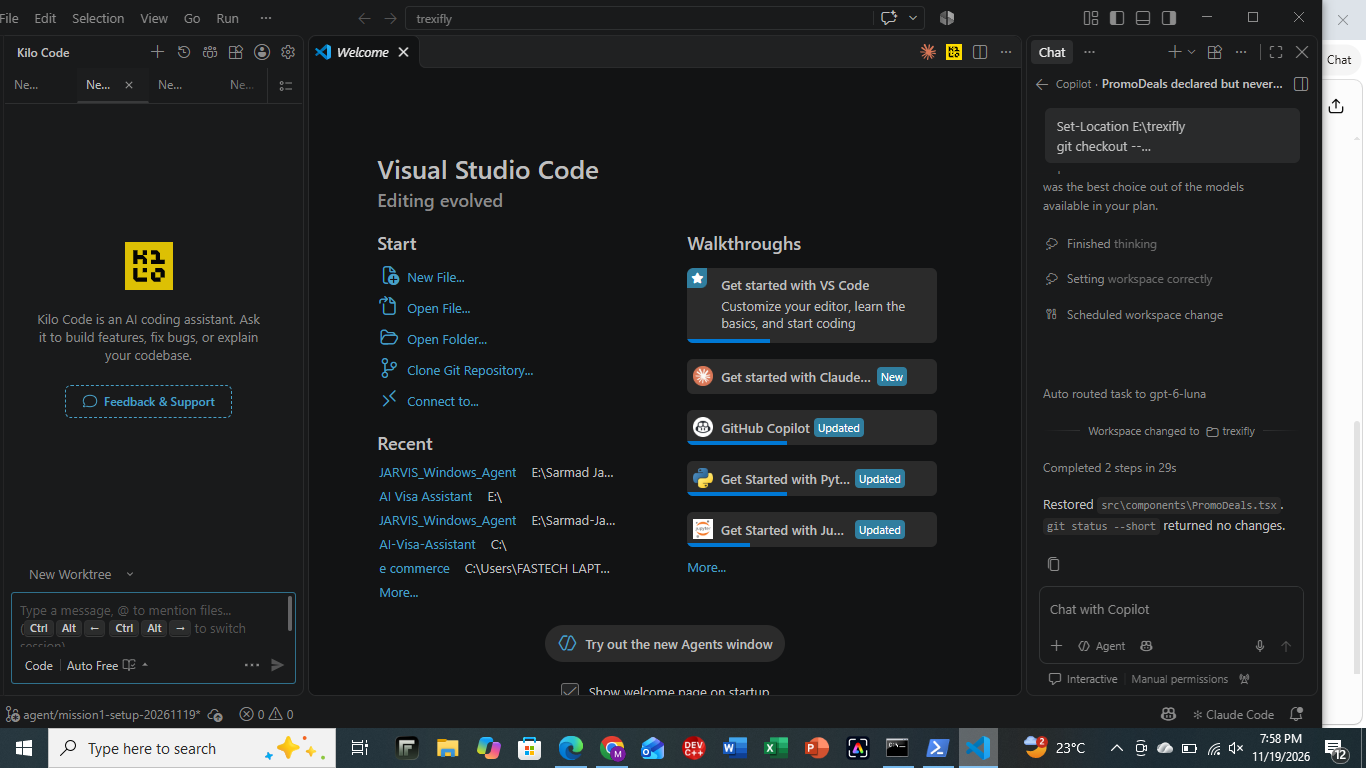 File Edit Selection View Go Run ...
trexifly
Kilo Code
Ne... Ne... Ne... Ne...
Kilo Code is an AI coding assistant. Ask
it to build features, fix bugs, or explain
your codebase.
Feedback & Support
New Worktree
Type a message, @ to mention files...
(Ctrl Alt ← Ctrl Alt → to switch
session)
Code Auto Free
Welcome
Visual Studio Code
Editing evolved
Start
New File...
Open File...
Open Folder...
Clone Git Repository...
Connect to...
Recent
JARVIS_Windows_Agent E:\Sarmad Ja...
AI Visa Assistant E:\
JARVIS_Windows_Agent E:\Sarmad-Ja...
AI-Visa-Assistant C:\
e commerce C:\Users\FASTECH LAPT...
More...
Walkthroughs
Get started with VS Code
Customize your editor, learn the
basics, and start coding
Get started with Claude... New
GitHub Copilot Updated
Get Started with Pyt... Updated
Get Started with Ju... Updated
More...
Try out the new Agents window
Show welcome page on startup
Chat
Copilot · PromoDeals declared but never...
Set-Location E:\trexifly
git checkout --...
was the best choice out of the models
available in your plan.
Finished thinking
Setting workspace correctly
Scheduled workspace change
Auto routed task to gpt-6-luna
Workspace changed to trexifly
Completed 2 steps in 29s
Restored src\components\PromoDeals.tsx.
git status --short returned no changes.
Chat with Copilot
Agent
Interactive Manual permissions
Chat
agent/mission1-setup-20261119* 0 0
Claude Code
Type here to search
DEV C++
23°C
7:58 PM
11/19/2026
12